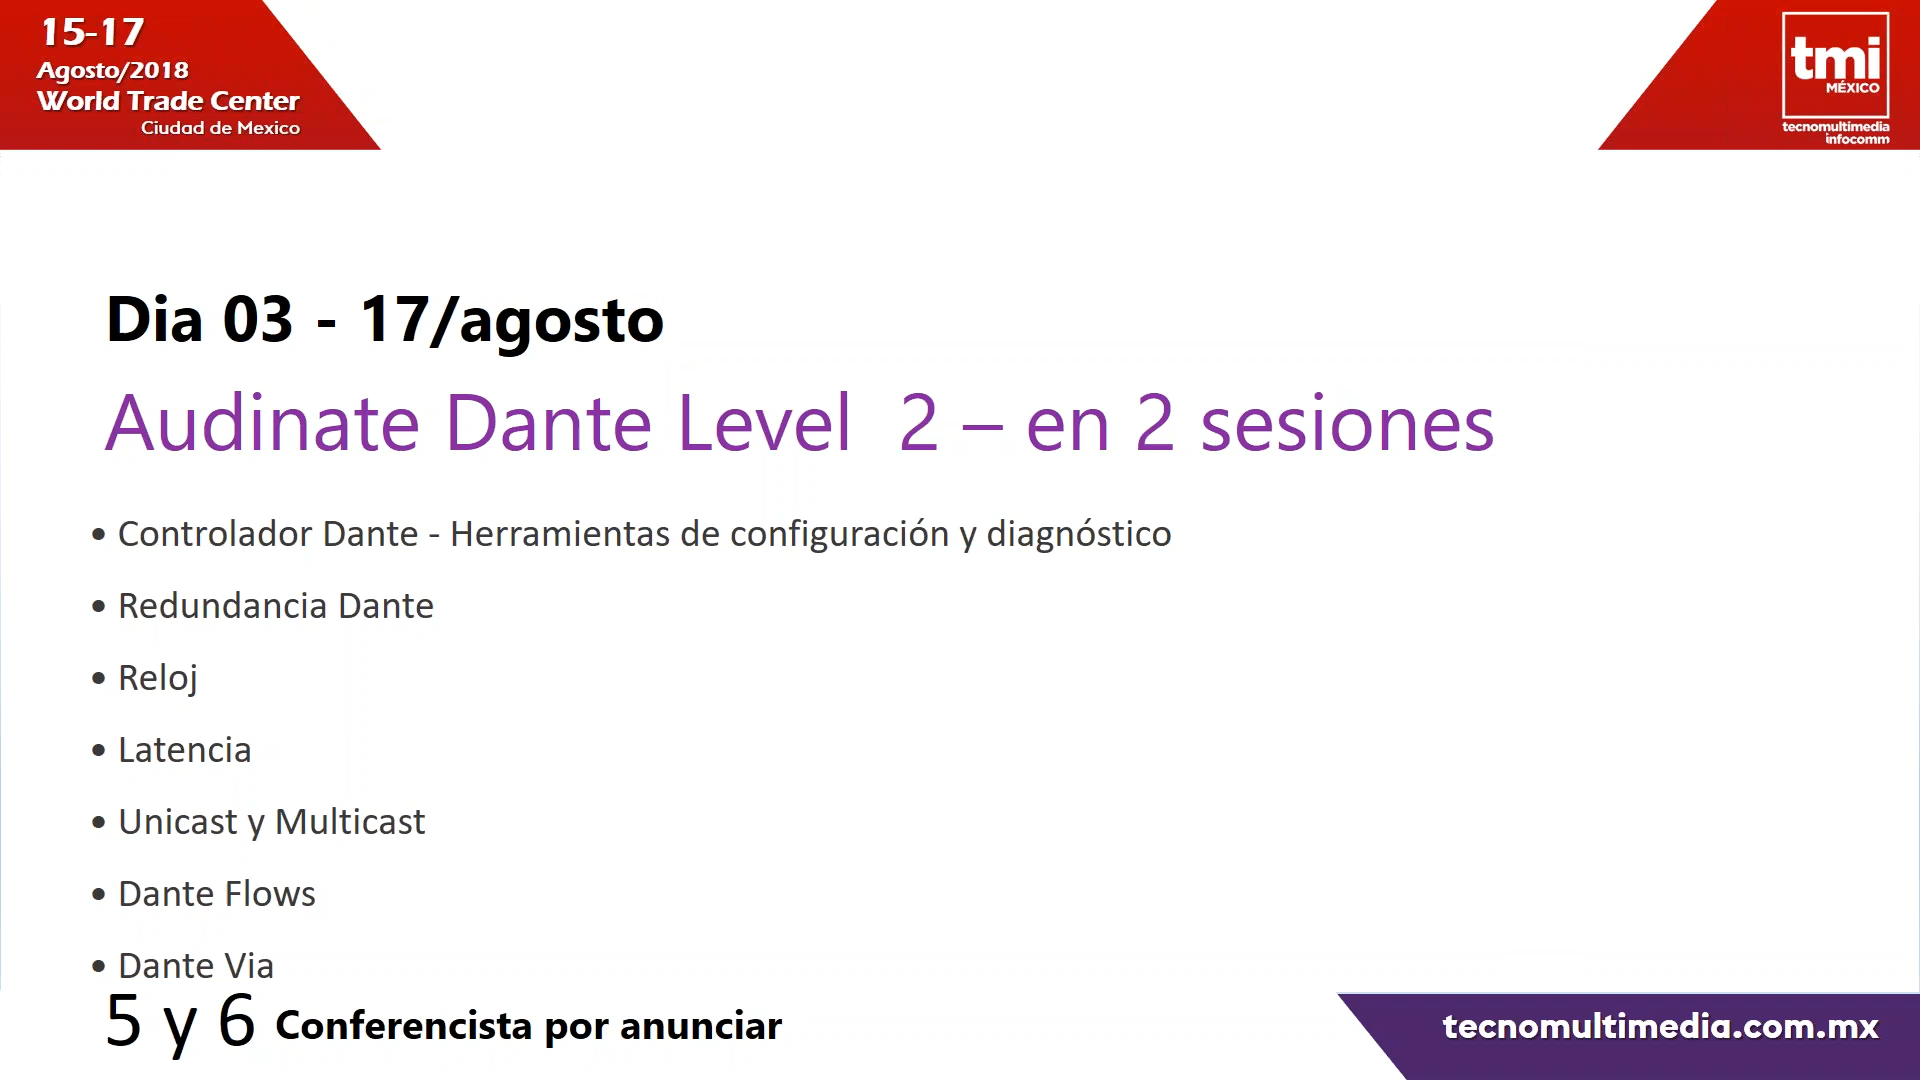 15-17
Agosto/2018
World Trade Center
Ciudad de Mexico
tmi
MÉXICO
tecnomultimedia
infocomm
Dia 03 - 17/agosto
Audinate Dante Level  2 – en 2 sesiones
• Controlador Dante - Herramientas de configuración y diagnóstico
• Redundancia Dante
• Reloj
• Latencia
• Unicast y Multicast
• Dante Flows
• Dante Via
5 y 6 Conferencista por anunciar
tecnomultimedia.com.mx